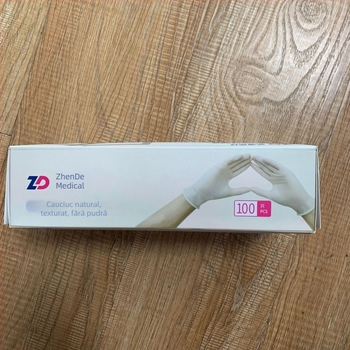 ZD
ZhenDe
Medical
Cauciuc natural,
texturat, fără pudră
100
PCS